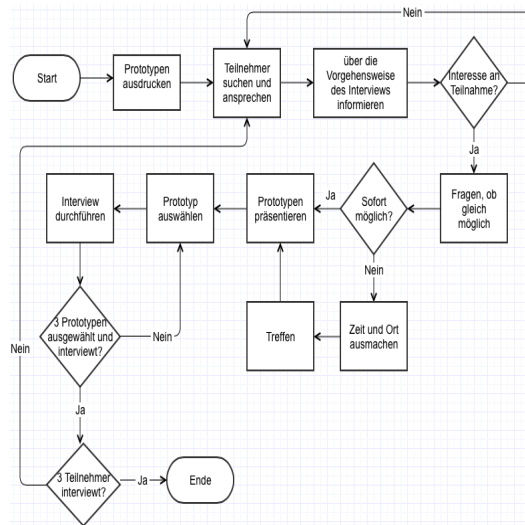 Nein
Start
Prototypen
ausdrucken
Teilnehmer
suchen und
ansprechen
über die
Vorgehensweise
des Interviews
informieren
Interesse an
Teilnahme?
Ja
Interview
durchführen
Prototyp
auswählen
Prototypen
präsentieren
Ja
Sofort
möglich?
Fragen, ob
gleich
möglich
Nein
3 Prototypen
ausgewählt und
interviewt?
Nein
Treffen
Zeit und Ort
ausmachen
Nein
Ja
3 Teilnehmer
interviewt?
Ja
Ende